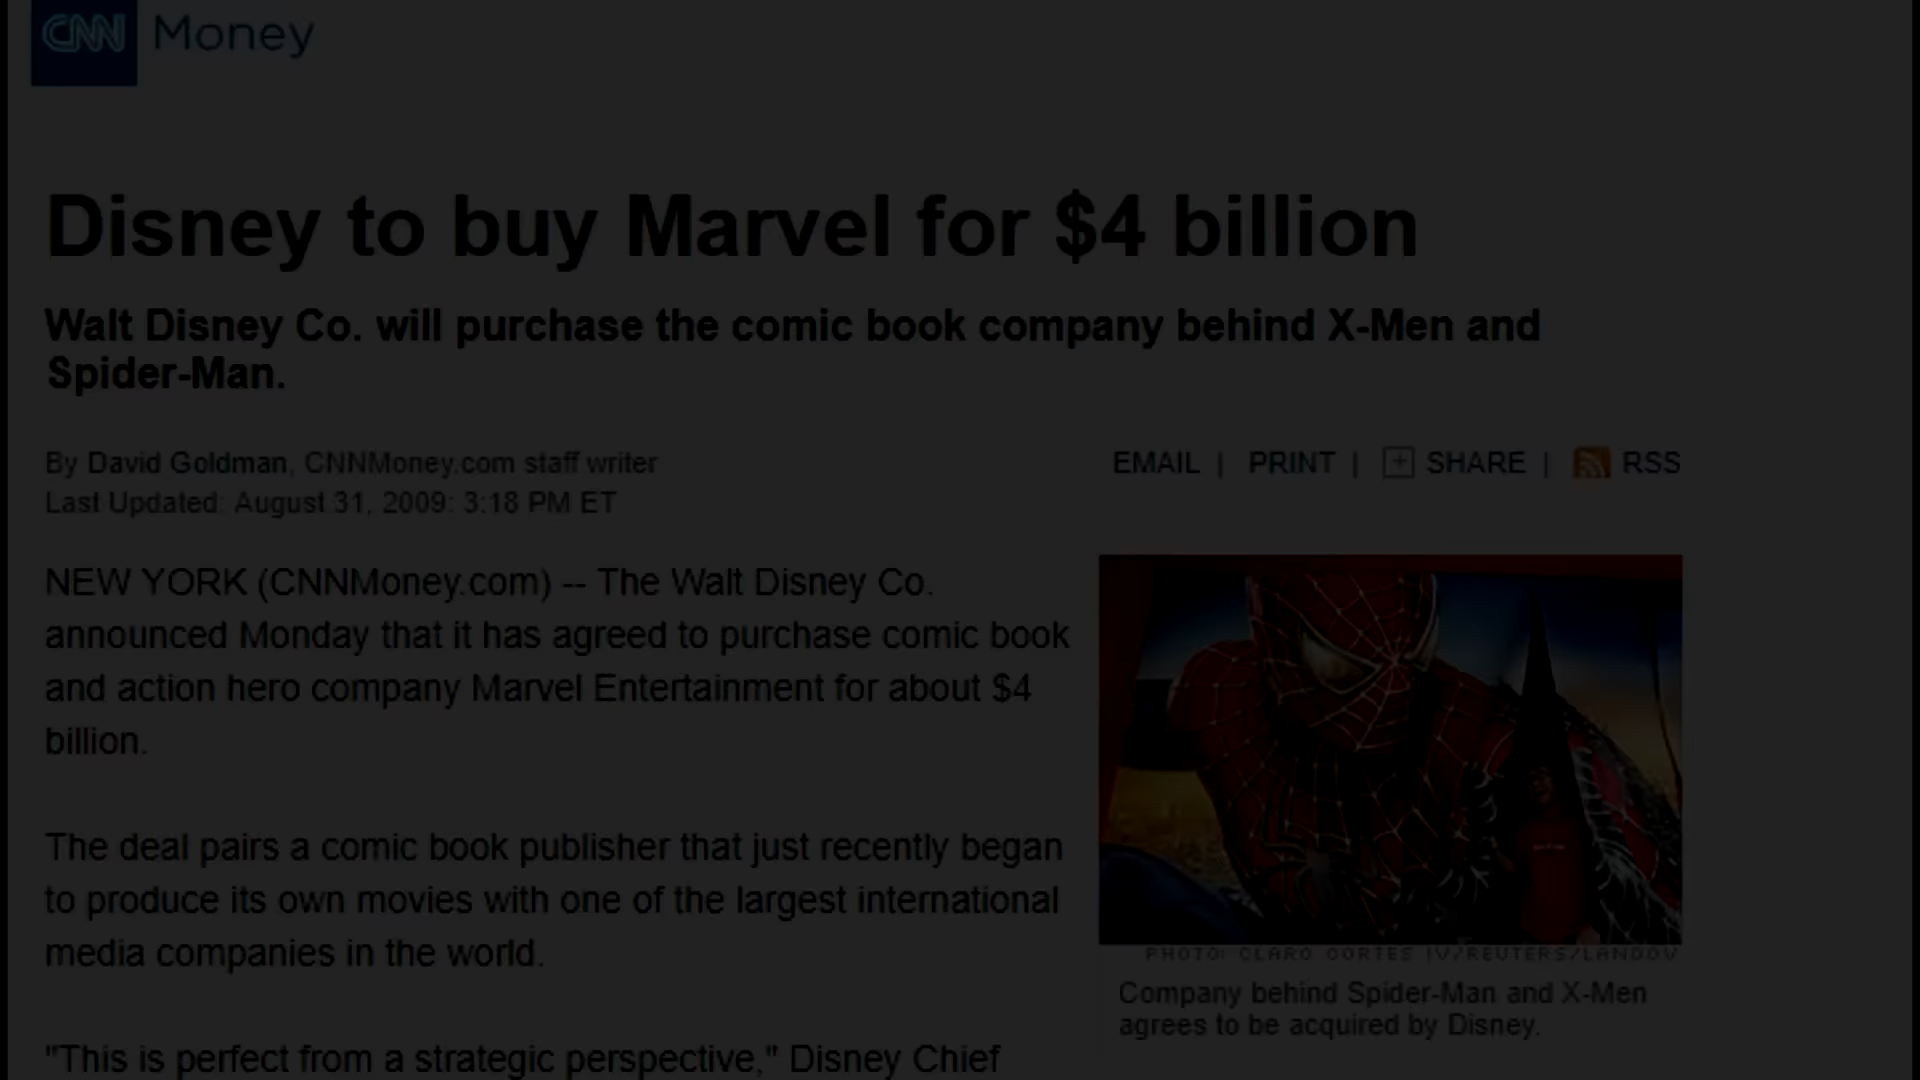 CNN Money
Disney to buy Marvel for $4 billion
Walt Disney Co. will purchase the comic book company behind X-Men and
Spider-Man.
By David Goldman, CNNMoney.com staff writer
Last Updated: August 31, 2009: 3:18 PM ET
EMAIL | PRINT | + SHARE | RSS
NEW YORK (CNNMoney.com) -- The Walt Disney Co.
announced Monday that it has agreed to purchase comic book
and action hero company Marvel Entertainment for about $4
billion.
The deal pairs a comic book publisher that just recently began
to produce its own movies with one of the largest international
media companies in the world.
"This is perfect from a strategic perspective," Disney Chief
PHOTO: CLARO CORTES IV/REUTERS/LANDOV
Company behind Spider-Man and X-Men
agrees to be acquired by Disney.